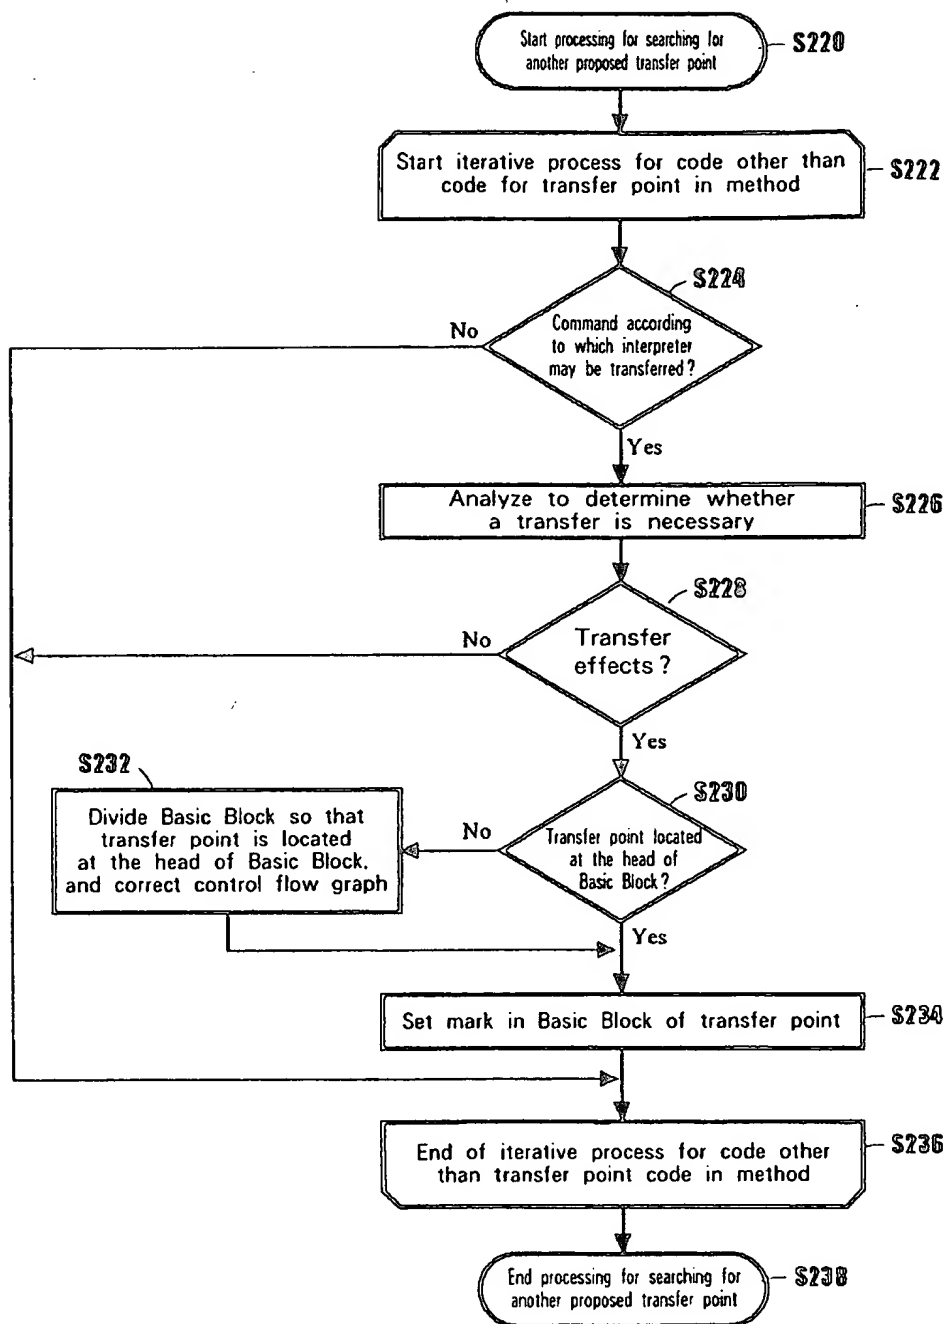 Start processing for searching for
another proposed transfer point
S220
Start iterative process for code other than
code for transfer point in method
S222
S224
Command according
to which interpreter
may be transferred?
No
Yes
Analyze to determine whether
a transfer is necessary
S226
S228
Transfer
effects?
No
Yes
S232
Divide Basic Block so that
transfer point is located
at the head of Basic Block,
and correct control flow graph
S230
Transfer point located
at the head of
Basic Block?
No
Yes
Set mark in Basic Block of transfer point
S234
End of iterative process for code other
than transfer point code in method
S236
End processing for searching for
another proposed transfer point
S238